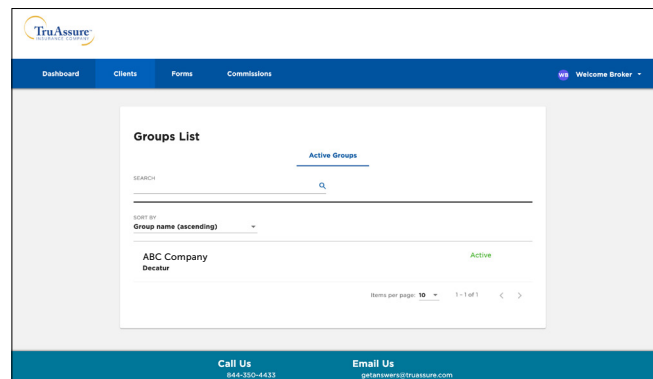 TruAssure
INSURANCE COMPANY
Dashboard Clients Forms Commissions WB Welcome Broker
Groups List
Active Groups
SEARCH
SORT BY
Group name (ascending)
ABC Company Active
Decatur
Items per page: 10 1 - 1 of 1
Call Us Email Us
844-350-4433 getanswers@truassure.com